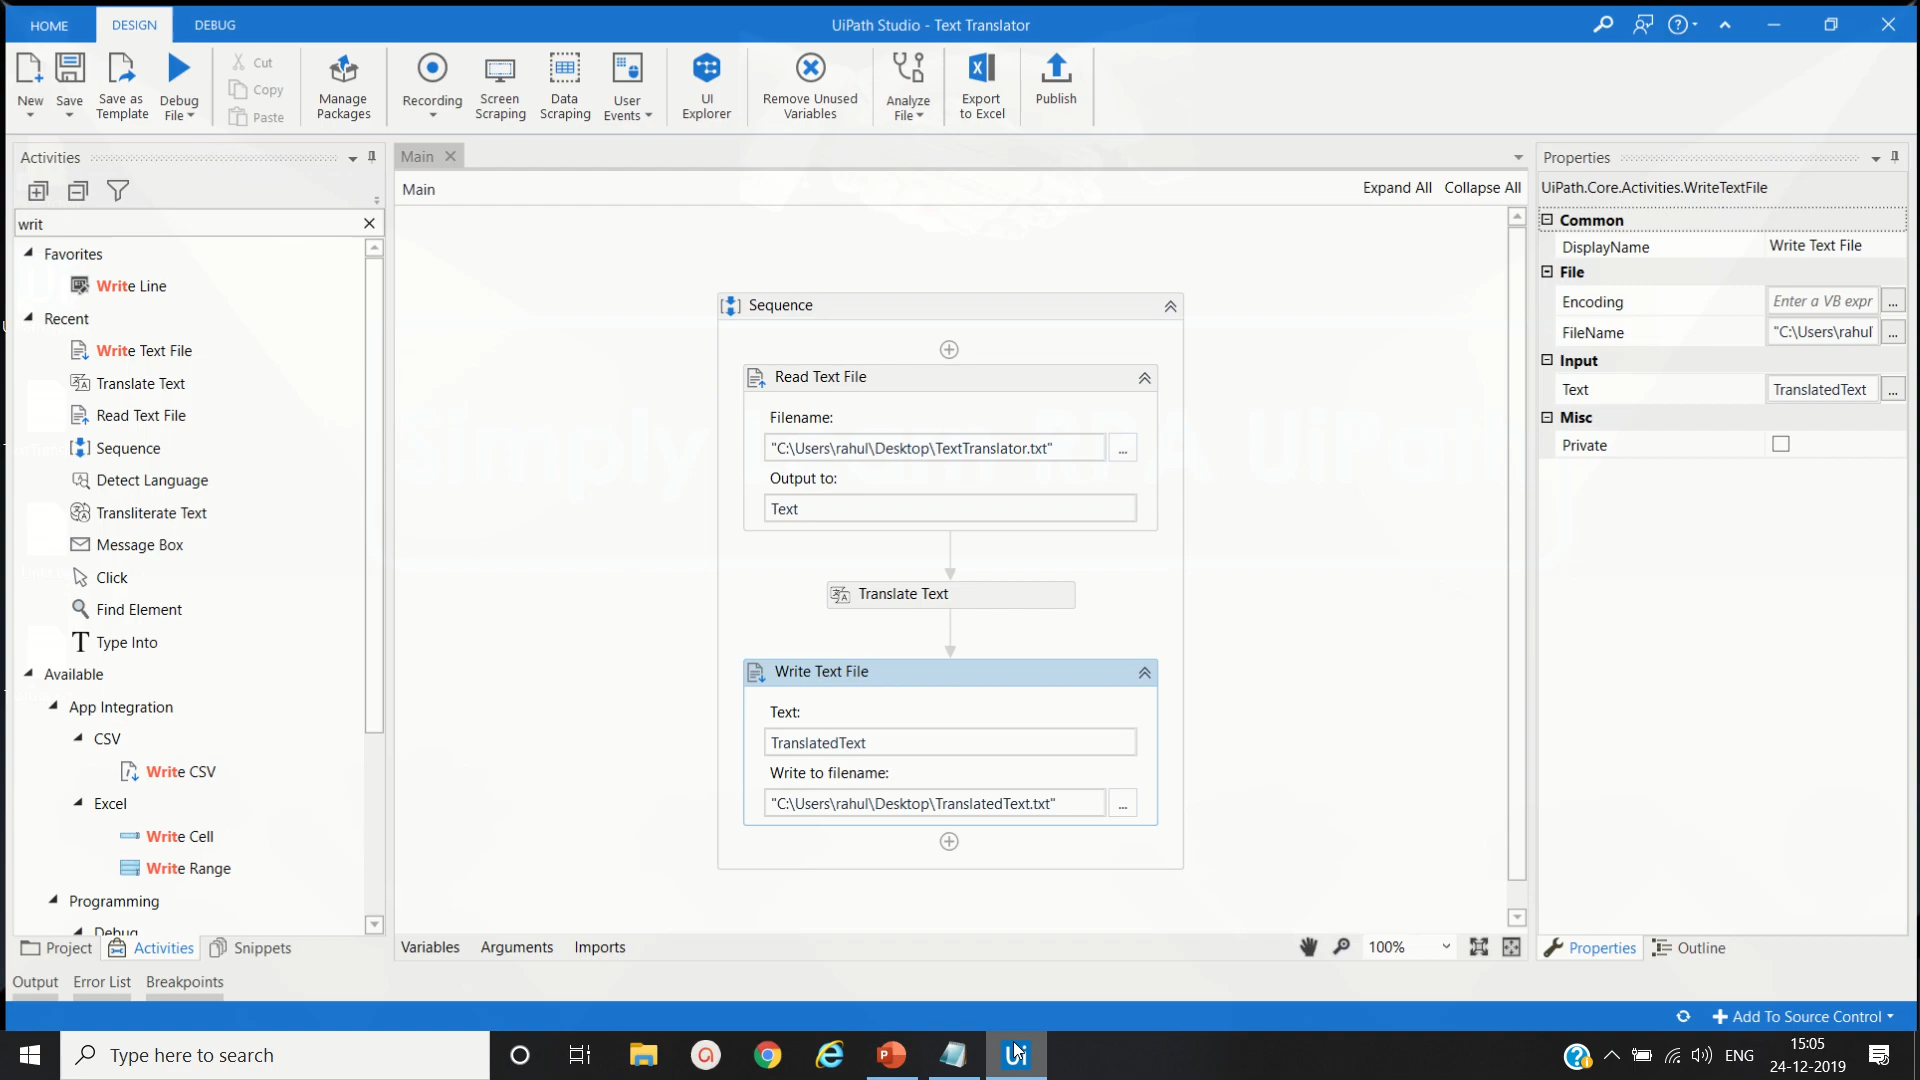 HOME
DESIGN
DEBUG
UiPath Studio - Text Translator
New
Save
Save as Template
Debug File
Cut
Copy
Paste
Manage Packages
Recording
Screen Scraping
Data Scraping
User Events
UI Explorer
Remove Unused Variables
Analyze File
Export to Excel
Publish
Activities
writ
Favorites
Write Line
Recent
Write Text File
Translate Text
Read Text File
Sequence
Detect Language
Transliterate Text
Message Box
Click
Find Element
Type Into
Available
App Integration
CSV
Write CSV
Excel
Write Cell
Write Range
Programming
Debug
Project
Activities
Snippets
Output
Error List
Breakpoints
Main
Main
Expand All
Collapse All
Sequence
Read Text File
Filename:
"C:\Users\rahul\Desktop\TextTranslator.txt"
...
Output to:
Text
Translate Text
Write Text File
Text:
TranslatedText
Write to filename:
"C:\Users\rahul\Desktop\TranslatedText.txt"
...
Variables
Arguments
Imports
100%
Properties
UiPath.Core.Activities.WriteTextFile
Common
DisplayName
Write Text File
File
Encoding
Enter a VB expr
...
FileName
"C:\Users\rahul
...
Input
Text
TranslatedText
...
Misc
Private
Properties
Outline
Add To Source Control
Type here to search
Ui
ENG
15:05
24-12-2019